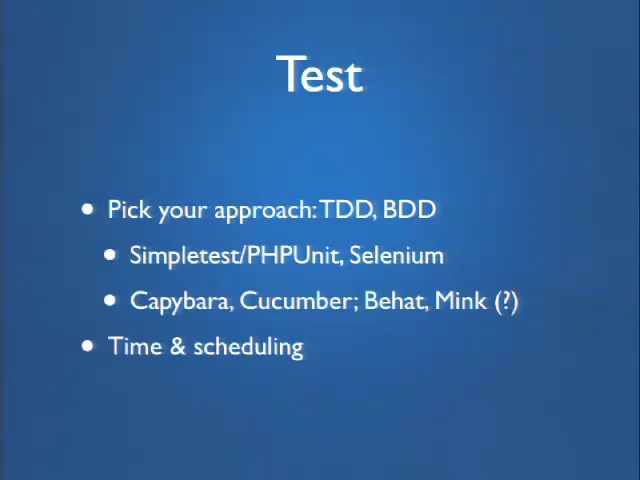 Test
• Pick your approach: TDD, BDD
• Simpletest/PHPUnit, Selenium
• Capybara, Cucumber; Behat, Mink (?)
• Time & scheduling